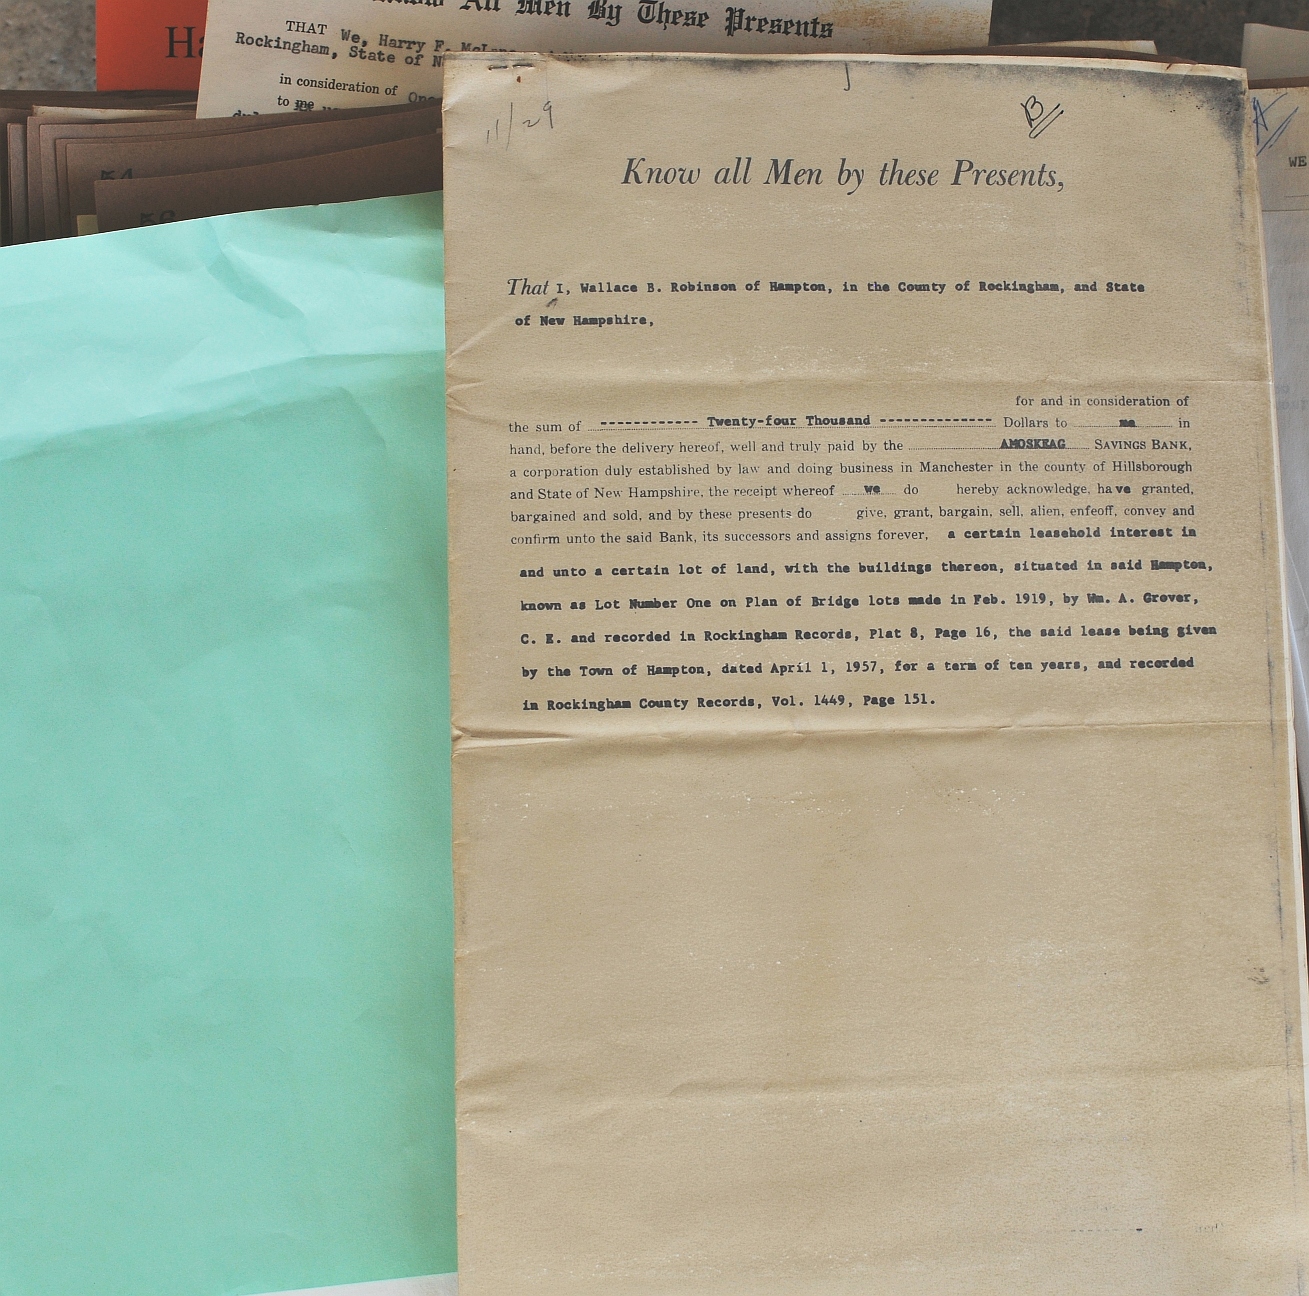 Know All Men By These Presents
THAT We, Harry F.
Rockingham, State of N
in consideration of
to me
54
56
11/29
B
A
WE
Know all Men by these Presents,
That I, Wallace B. Robinson of Hampton, in the County of Rockingham, and State
of New Hampshire,
for and in consideration of
the sum of ------------ Twenty-four Thousand -------------- Dollars to me in
hand, before the delivery hereof, well and truly paid by the AMOSKEAG SAVINGS BANK,
a corporation duly established by law and doing business in Manchester in the county of Hillsborough
and State of New Hampshire, the receipt whereof we do hereby acknowledge, have granted,
bargained and sold, and by these presents do give, grant, bargain, sell, alien, enfeoff, convey and
confirm unto the said Bank, its successors and assigns forever, a certain leasehold interest in
and unto a certain lot of land, with the buildings thereon, situated in said Hampton,
known as Lot Number One on Plan of Bridge lots made in Feb. 1919, by Wm. A. Grover,
C. E. and recorded in Rockingham Records, Plat 8, Page 16, the said lease being given
by the Town of Hampton, dated April 1, 1957, for a term of ten years, and recorded
in Rockingham County Records, Vol. 1449, Page 151.